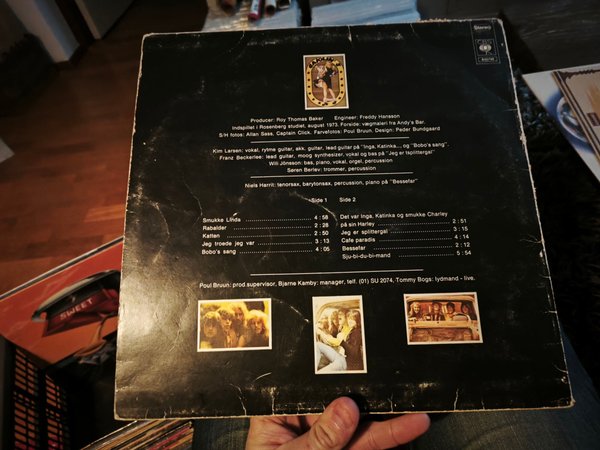 Stereo
CBS
Producer: Roy Thomas Baker Engineer: Freddy Hansson
Indspillet i Rosenberg studiet, august 1973. Forside: vægmaleri fra Andy's Bar.
S/H fotos: Allan Sass, Captain Click. Farvefotos: Poul Bruun. Design: Peder Bundgaard
Kim Larsen: vokal, rytme guitar, akk. guitar, lead guitar på "Inga, Katinka..., og "Bobo's sang".
Franz Beckerlee: lead guitar, moog synthesizer, vokal og bas på "Jeg er i splittergal"
Wili Jönsson: bas, piano, vokal, orgel, percussion
Søren Berlev: trommer, percussion
Niels Harrit: tenorsax, barytonsax, percussion, piano på "Bessefar"
Side 1 Side 2
Smukke Linda 4:58
Rabalder 2:28
Katten 2:50
Jeg troede jeg var 3:13
Bobo's sang 4:05
Det var Inga, Katinka og smukke Charley
på sin Harley 2:51
Jeg er i splittergal 3:15
Cafe paradis 4:14
Bessefar 2:12
Sju-bi-du-bi-mand 5:54
Poul Bruun: prod. supervisor, Bjarne Kamby: manager, telf. (01) SU 2074, Tommy Bogs: lydmand - live.
SWEET